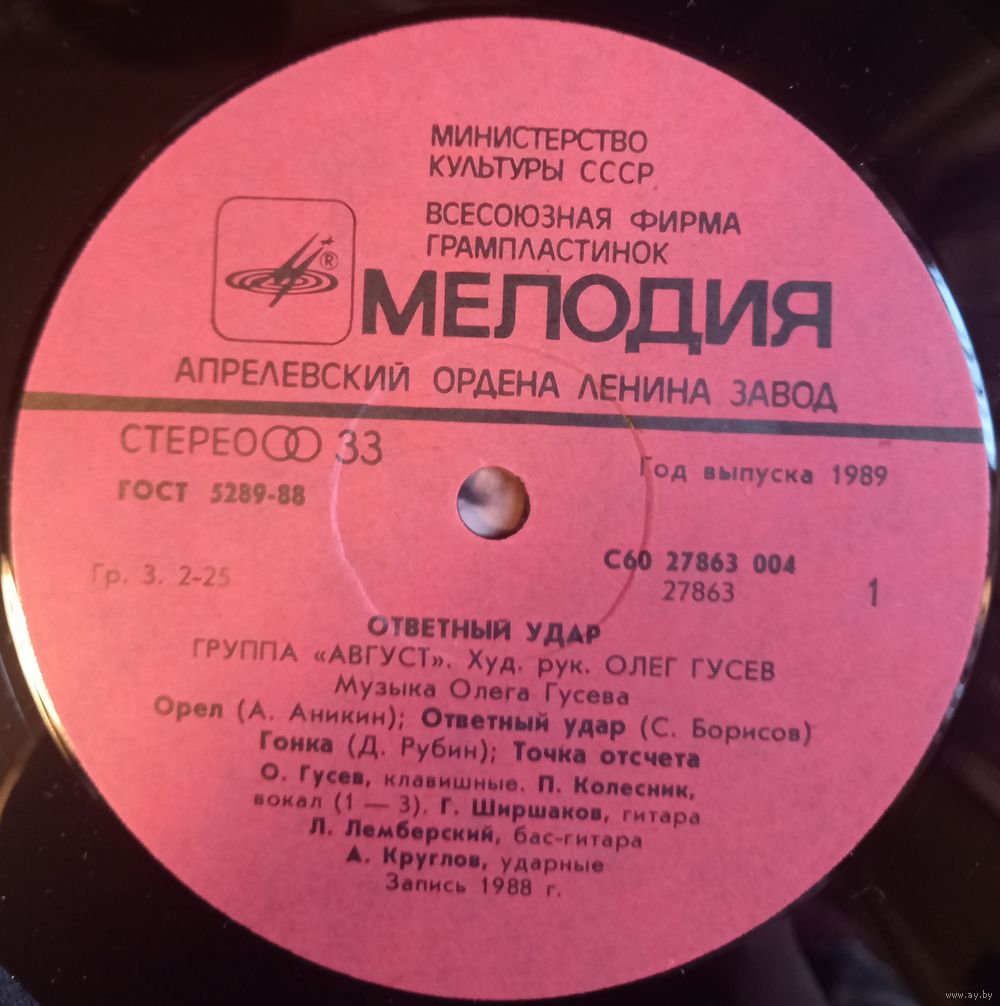 МИНИСТЕРСТВО
КУЛЬТУРЫ СССР
ВСЕСОЮЗНАЯ ФИРМА
ГРАМПЛАСТИНОК
®
МЕЛОДИЯ
АПРЕЛЕВСКИЙ ОРДЕНА ЛЕНИНА ЗАВОД
СТЕРЕО 33
Год выпуска 1989
ГОСТ 5289-88
С60 27863 004
Гр. 3. 2-25
27863
1
ОТВЕТНЫЙ УДАР
ГРУППА «АВГУСТ». Худ. рук. ОЛЕГ ГУСЕВ
Музыка Олега Гусева
Орел (А. Аникин); Ответный удар (С. Борисов)
Гонка (Д. Рубин); Точка отсчета
О. Гусев, клавишные. П. Колесник,
вокал (1 — 3). Г. Ширшаков, гитара
Л. Лемберский, бас-гитара
А. Круглов, ударные
Запись 1988 г.
www.ay.by